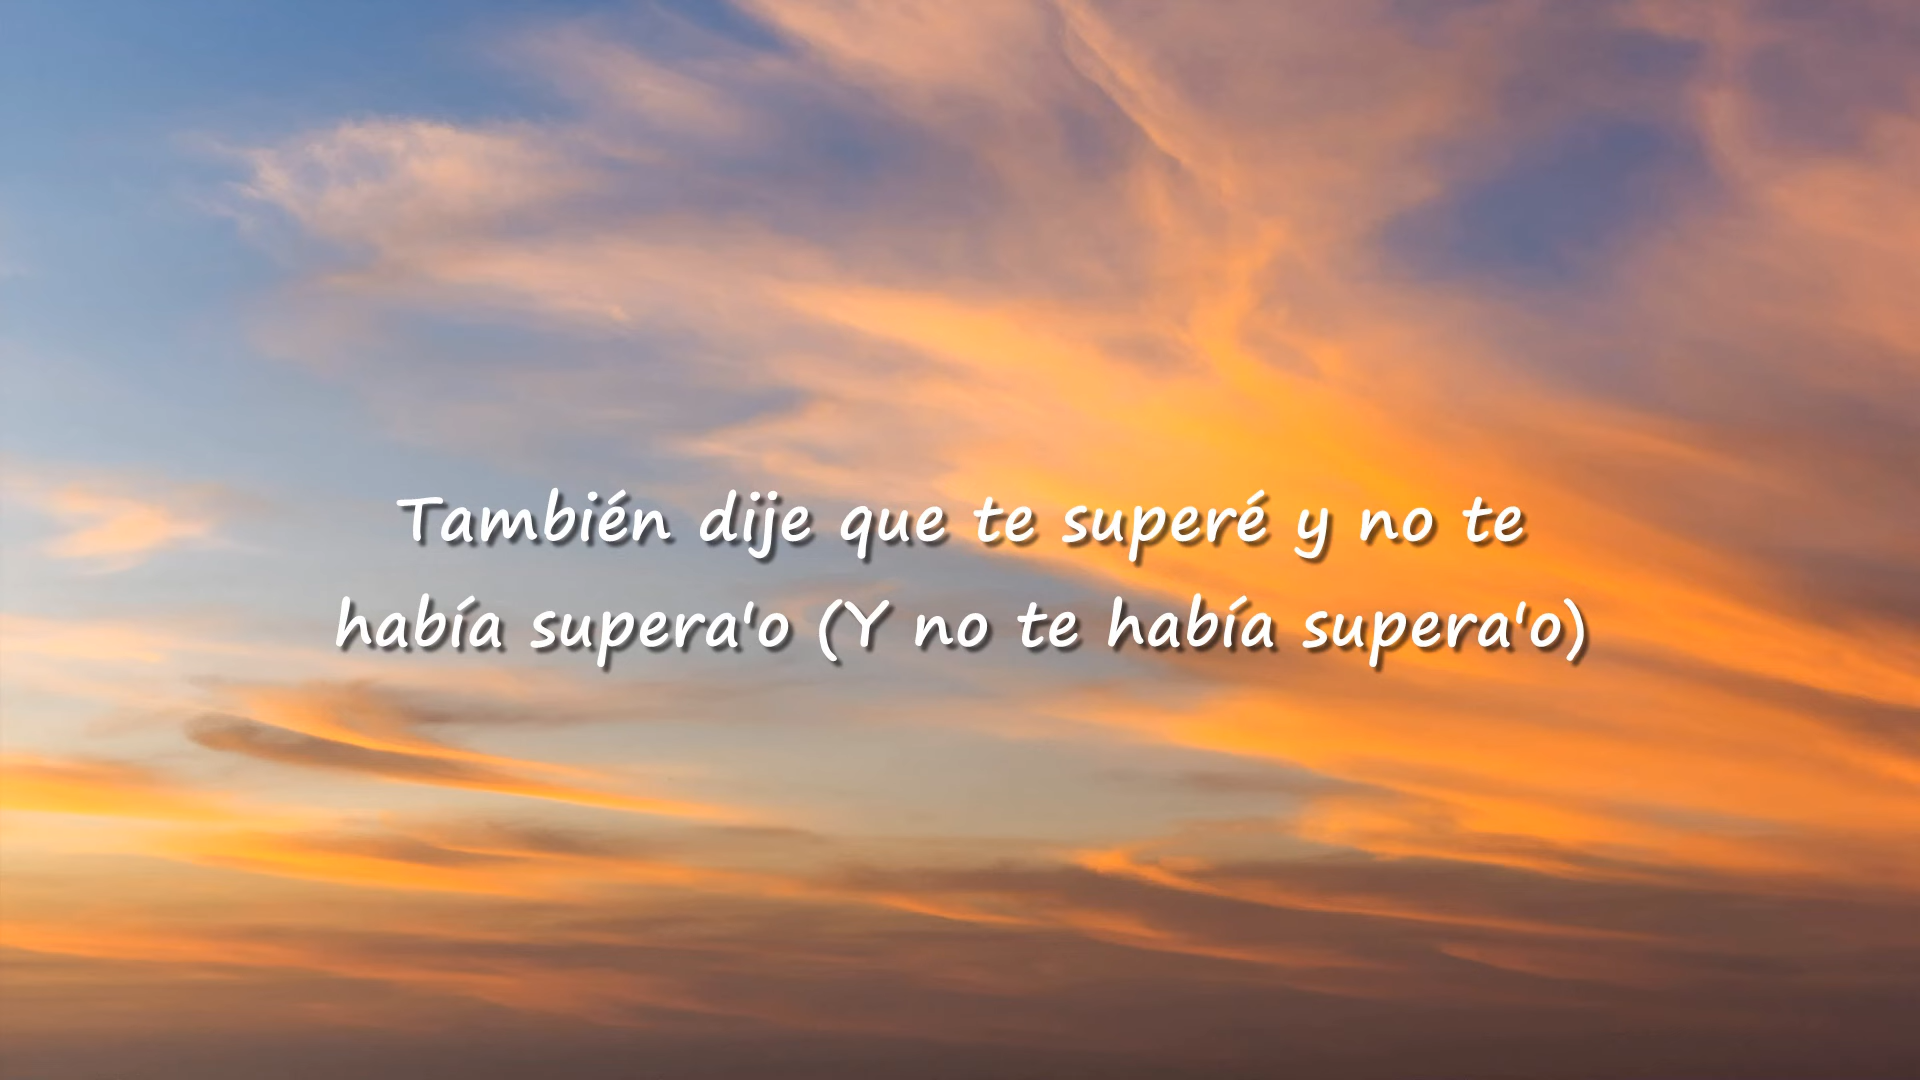 También dije que te superé y no te
había supera'o (Y no te había supera'o)